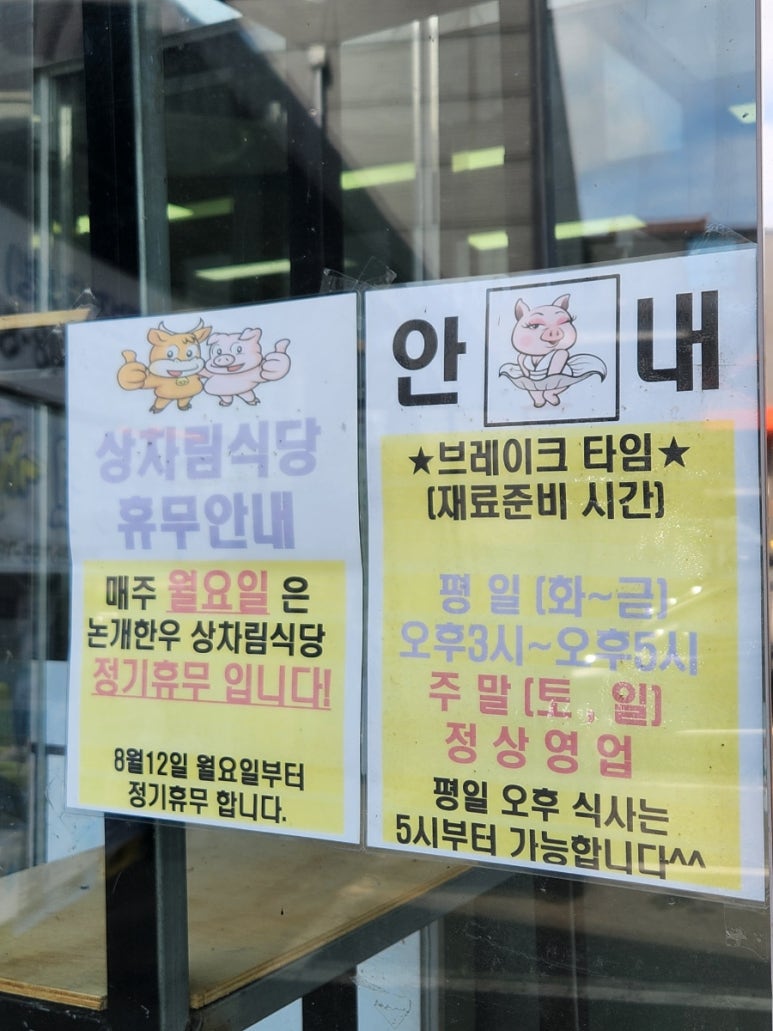 상차림식당
휴무안내
매주 월요일 은
논개한우 상차림식당
정기휴무 입니다!
8월12일 월요일부터
정기휴무 합니다.
안내
★브레이크 타임★
(재료준비 시간)
평 일 (화~금)
오후3시~오후5시
주 말 (토 , 일)
정 상 영 업
평일 오후 식사는
5시부터 가능합니다^^